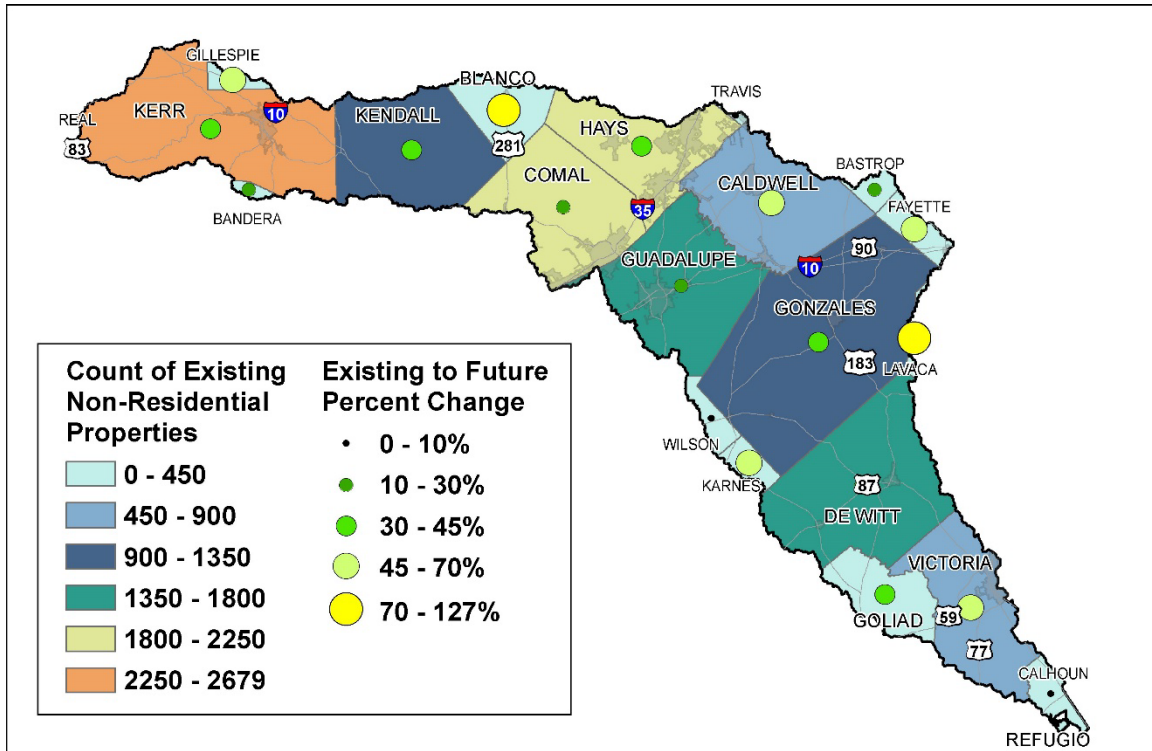 GILLESPIE
BLANCO
TRAVIS
REAL
KERR
10
KENDALL
HAYS
83
281
BASTROP
COMAL
CALDWELL
BANDERA
35
FAYETTE
90
GUADALUPE
10
GONZALES
183
LAVACA
WILSON
KARNES
87
DE WITT
VICTORIA
GOLIAD
59
77
CALHOUN
REFUGIO
Count of Existing
Non-Residential
Properties
0 - 450
450 - 900
900 - 1350
1350 - 1800
1800 - 2250
2250 - 2679
Existing to Future
Percent Change
0 - 10%
10 - 30%
30 - 45%
45 - 70%
70 - 127%